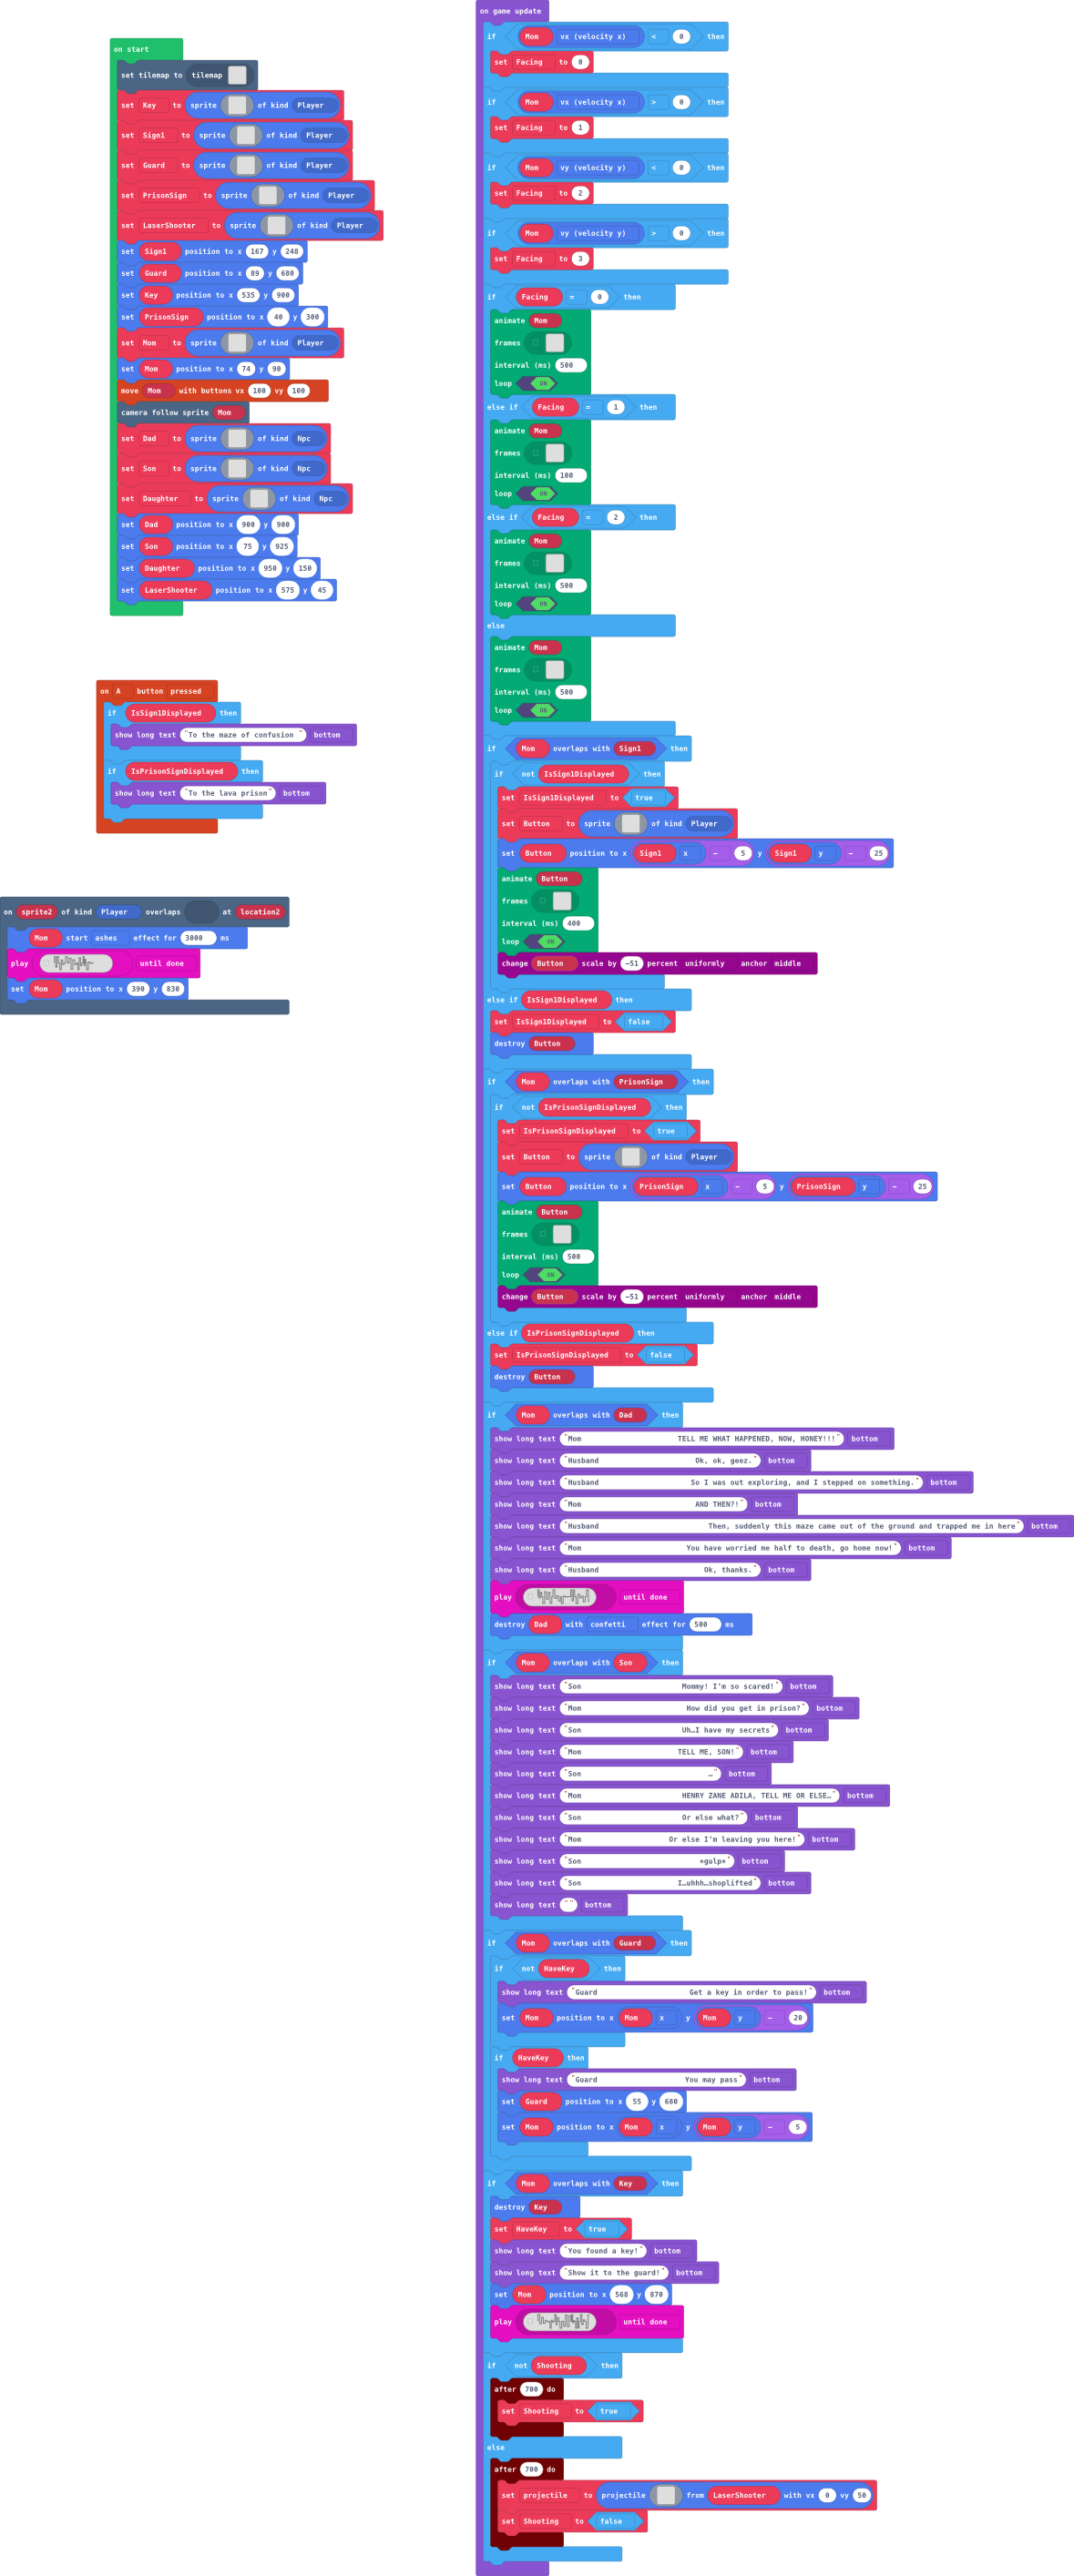 on start
set tilemap to tilemap
set Key to sprite of kind Player
set Sign1 to sprite of kind Player
set Guard to sprite of kind Player
set PrisonSign to sprite of kind Player
set LaserShooter to sprite of kind Player
set Sign1 position to x 167 y 248
set Guard position to x 89 y 680
set Key position to x 535 y 900
set PrisonSign position to x 40 y 300
set Mom to sprite of kind Player
set Mom position to x 74 y 90
move Mom with buttons vx 100 vy 100
camera follow sprite Mom
set Dad to sprite of kind Npc
set Son to sprite of kind Npc
set Daughter to sprite of kind Npc
set Dad position to x 900 y 900
set Son position to x 75 y 925
set Daughter position to x 950 y 150
set LaserShooter position to x 575 y 45
on A button pressed
if IsSign1Displayed then
show long text "To the maze of confusion " bottom
if IsPrisonSignDisplayed then
show long text "To the lava prison" bottom
on sprite2 of kind Player overlaps at location2
Mom start ashes effect for 3000 ms
play until done
set Mom position to x 390 y 830
on game update
if Mom vx (velocity x) < 0 then
set Facing to 0
if Mom vx (velocity x) > 0 then
set Facing to 1
if Mom vy (velocity y) < 0 then
set Facing to 2
if Mom vy (velocity y) > 0 then
set Facing to 3
if Facing = 0 then
animate Mom
frames
interval (ms) 500
loop ON
else if Facing = 1 then
animate Mom
frames
interval (ms) 100
loop ON
else if Facing = 2 then
animate Mom
frames
interval (ms) 500
loop ON
else
animate Mom
frames
interval (ms) 500
loop ON
if Mom overlaps with Sign1 then
if not IsSign1Displayed then
set IsSign1Displayed to true
set Button to sprite of kind Player
set Button position to x Sign1 x - 5 y Sign1 y - 25
animate Button
frames
interval (ms) 400
loop ON
change Button scale by -51 percent uniformly anchor middle
else if IsSign1Displayed then
set IsSign1Displayed to false
destroy Button
if Mom overlaps with PrisonSign then
if not IsPrisonSignDisplayed then
set IsPrisonSignDisplayed to true
set Button to sprite of kind Player
set Button position to x PrisonSign x - 5 y PrisonSign y - 25
animate Button
frames
interval (ms) 500
loop ON
change Button scale by -51 percent uniformly anchor middle
else if IsPrisonSignDisplayed then
set IsPrisonSignDisplayed to false
destroy Button
if Mom overlaps with Dad then
show long text "Mom TELL ME WHAT HAPPENED, NOW, HONEY!!!" bottom
show long text "Husband Ok, ok, geez." bottom
show long text "Husband So I was out exploring, and I stepped on something." bottom
show long text "Mom AND THEN?!" bottom
show long text "Husband Then, suddenly this maze came out of the ground and trapped me in here" bottom
show long text "Mom You have worried me half to death, go home now!" bottom
show long text "Husband Ok, thanks." bottom
play until done
destroy Dad with confetti effect for 500 ms
if Mom overlaps with Son then
show long text "Son Mommy! I'm so scared!" bottom
show long text "Mom How did you get in prison?" bottom
show long text "Son Uh…I have my secrets" bottom
show long text "Mom TELL ME, SON!" bottom
show long text "Son …" bottom
show long text "Mom HENRY ZANE ADILA, TELL ME OR ELSE…" bottom
show long text "Son Or else what?" bottom
show long text "Mom Or else I'm leaving you here!" bottom
show long text "Son *gulp*" bottom
show long text "Son I…uhhh…shoplifted" bottom
show long text "" bottom
if Mom overlaps with Guard then
if not HaveKey then
show long text "Guard Get a key in order to pass!" bottom
set Mom position to x Mom x y Mom y - 20
if HaveKey then
show long text "Guard You may pass" bottom
set Guard position to x 55 y 680
set Mom position to x Mom x y Mom y - 5
if Mom overlaps with Key then
destroy Key
set HaveKey to true
show long text "You found a key!" bottom
show long text "Show it to the guard!" bottom
set Mom position to x 568 y 870
play until done
if not Shooting then
after 700 do
set Shooting to true
else
after 700 do
set projectile to projectile from LaserShooter with vx 0 vy 50
set Shooting to false